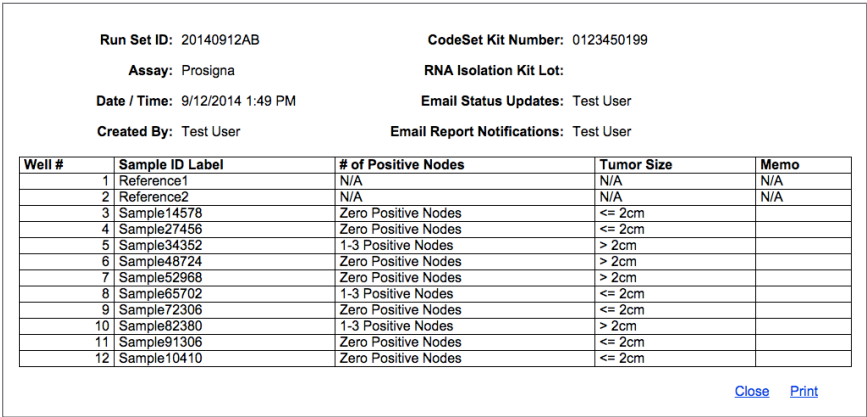 Run Set ID: 20140912AB CodeSet Kit Number: 0123450199
Assay: Prosigna RNA Isolation Kit Lot:
Date / Time: 9/12/2014 1:49 PM Email Status Updates: Test User
Created By: Test User Email Report Notifications: Test User
Well # Sample ID Label # of Positive Nodes Tumor Size Memo
1 Reference1 N/A N/A N/A
2 Reference2 N/A N/A N/A
3 Sample14578 Zero Positive Nodes <= 2cm
4 Sample27456 Zero Positive Nodes <= 2cm
5 Sample34352 1-3 Positive Nodes > 2cm
6 Sample48724 Zero Positive Nodes > 2cm
7 Sample52968 Zero Positive Nodes > 2cm
8 Sample65702 1-3 Positive Nodes <= 2cm
9 Sample72306 Zero Positive Nodes <= 2cm
10 Sample82380 1-3 Positive Nodes > 2cm
11 Sample91306 Zero Positive Nodes <= 2cm
12 Sample10410 Zero Positive Nodes <= 2cm
Close Print